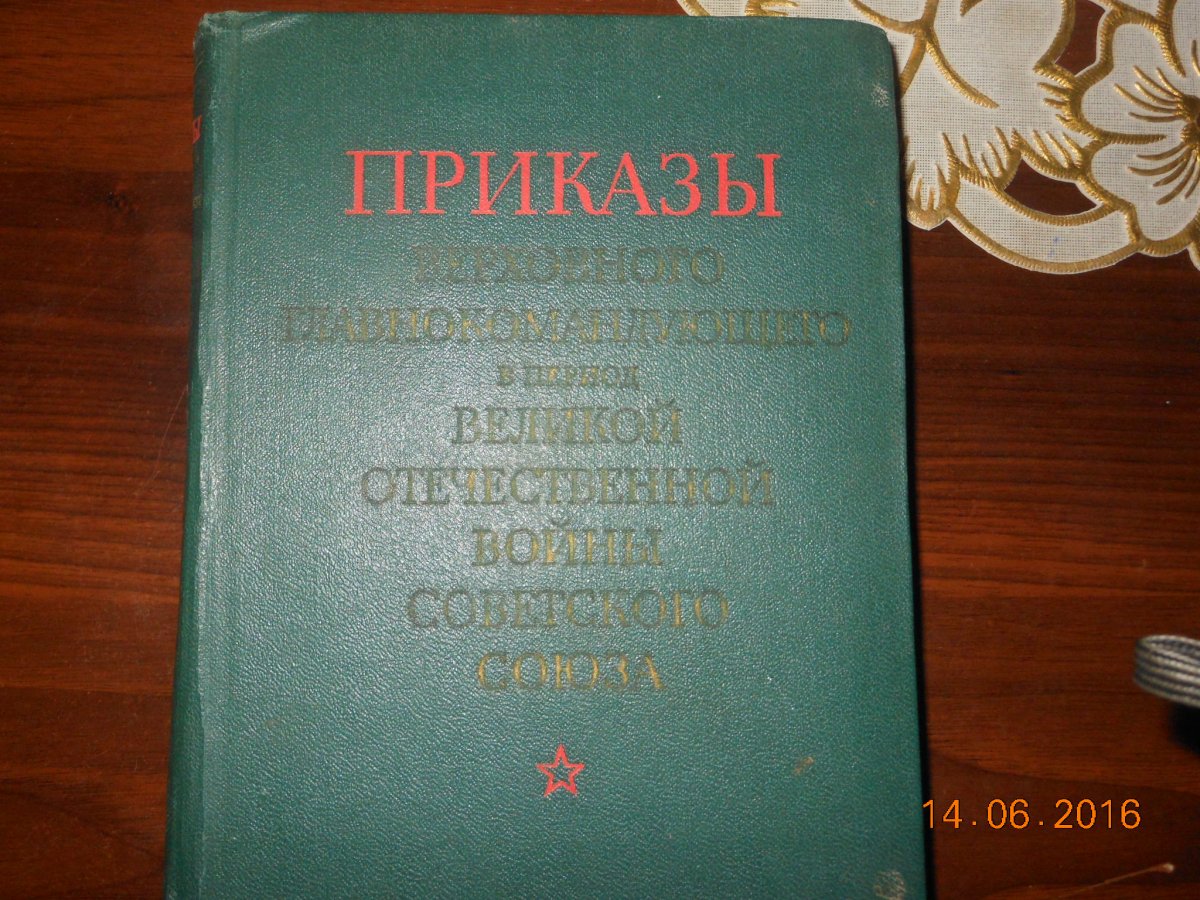 ПРИКАЗЫ
ВЕРХОВНОГО
ГЛАВНОКОМАНДУЮЩЕГО
В ПЕРИОД
ВЕЛИКОЙ
ОТЕЧЕСТВЕННОЙ
ВОЙНЫ
СОВЕТСКОГО
СОЮЗА
14.06.2016